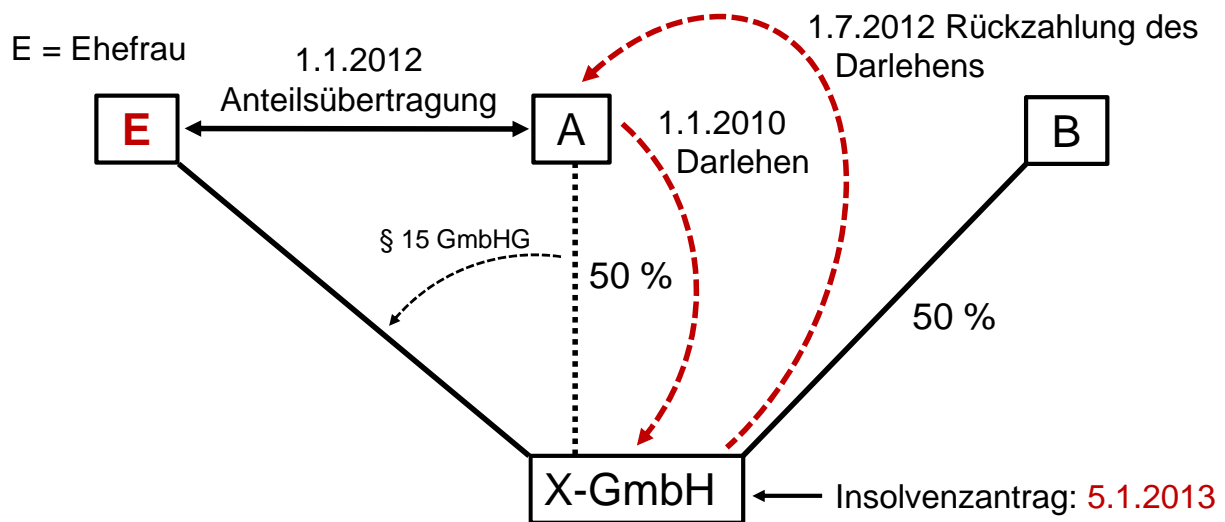 E = Ehefrau
1.1.2012
Anteilsübertragung
1.7.2012 Rückzahlung des
Darlehens
E
A
1.1.2010
Darlehen
B
§ 15 GmbHG
50 %
50 %
X-GmbH
Insolvenzantrag: 5.1.2013